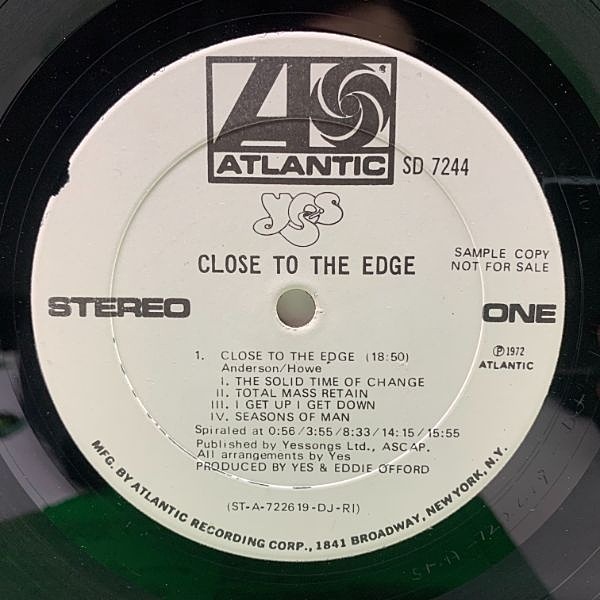 ATLANTIC
SD 7244
yes
CLOSE TO THE EDGE
SAMPLE COPY
NOT FOR SALE
STEREO
ONE
Ⓟ 1972
ATLANTIC
1. CLOSE TO THE EDGE (18:50)
Anderson/Howe
I. THE SOLID TIME OF CHANGE
II. TOTAL MASS RETAIN
III. I GET UP I GET DOWN
IV. SEASONS OF MAN
Spiraled at 0:56/3:55/8:33/14:15/15:55
Published by Yessongs Ltd., ASCAP.
All arrangements by Yes
PRODUCED BY YES & EDDIE OFFORD
(ST-A-722619-DJ-RI)
MFG. BY ATLANTIC RECORDING CORP., 1841 BROADWAY, NEW YORK, N.Y.